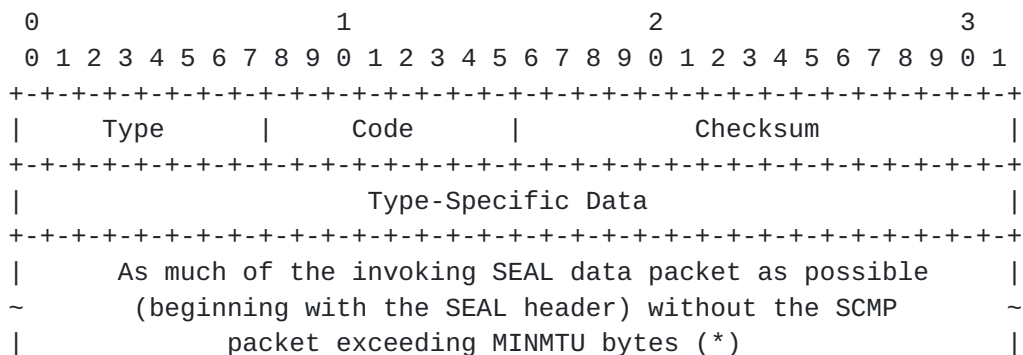 0                   1                   2                   3
 0 1 2 3 4 5 6 7 8 9 0 1 2 3 4 5 6 7 8 9 0 1 2 3 4 5 6 7 8 9 0 1
+-+-+-+-+-+-+-+-+-+-+-+-+-+-+-+-+-+-+-+-+-+-+-+-+-+-+-+-+-+-+-+-+
|     Type      |     Code      |           Checksum            |
+-+-+-+-+-+-+-+-+-+-+-+-+-+-+-+-+-+-+-+-+-+-+-+-+-+-+-+-+-+-+-+-+
|                      Type-Specific Data                       |
+-+-+-+-+-+-+-+-+-+-+-+-+-+-+-+-+-+-+-+-+-+-+-+-+-+-+-+-+-+-+-+-+
|      As much of the invoking SEAL data packet as possible     |
~       (beginning with the SEAL header) without the SCMP       ~
|             packet exceeding MINMTU bytes (*)                 |